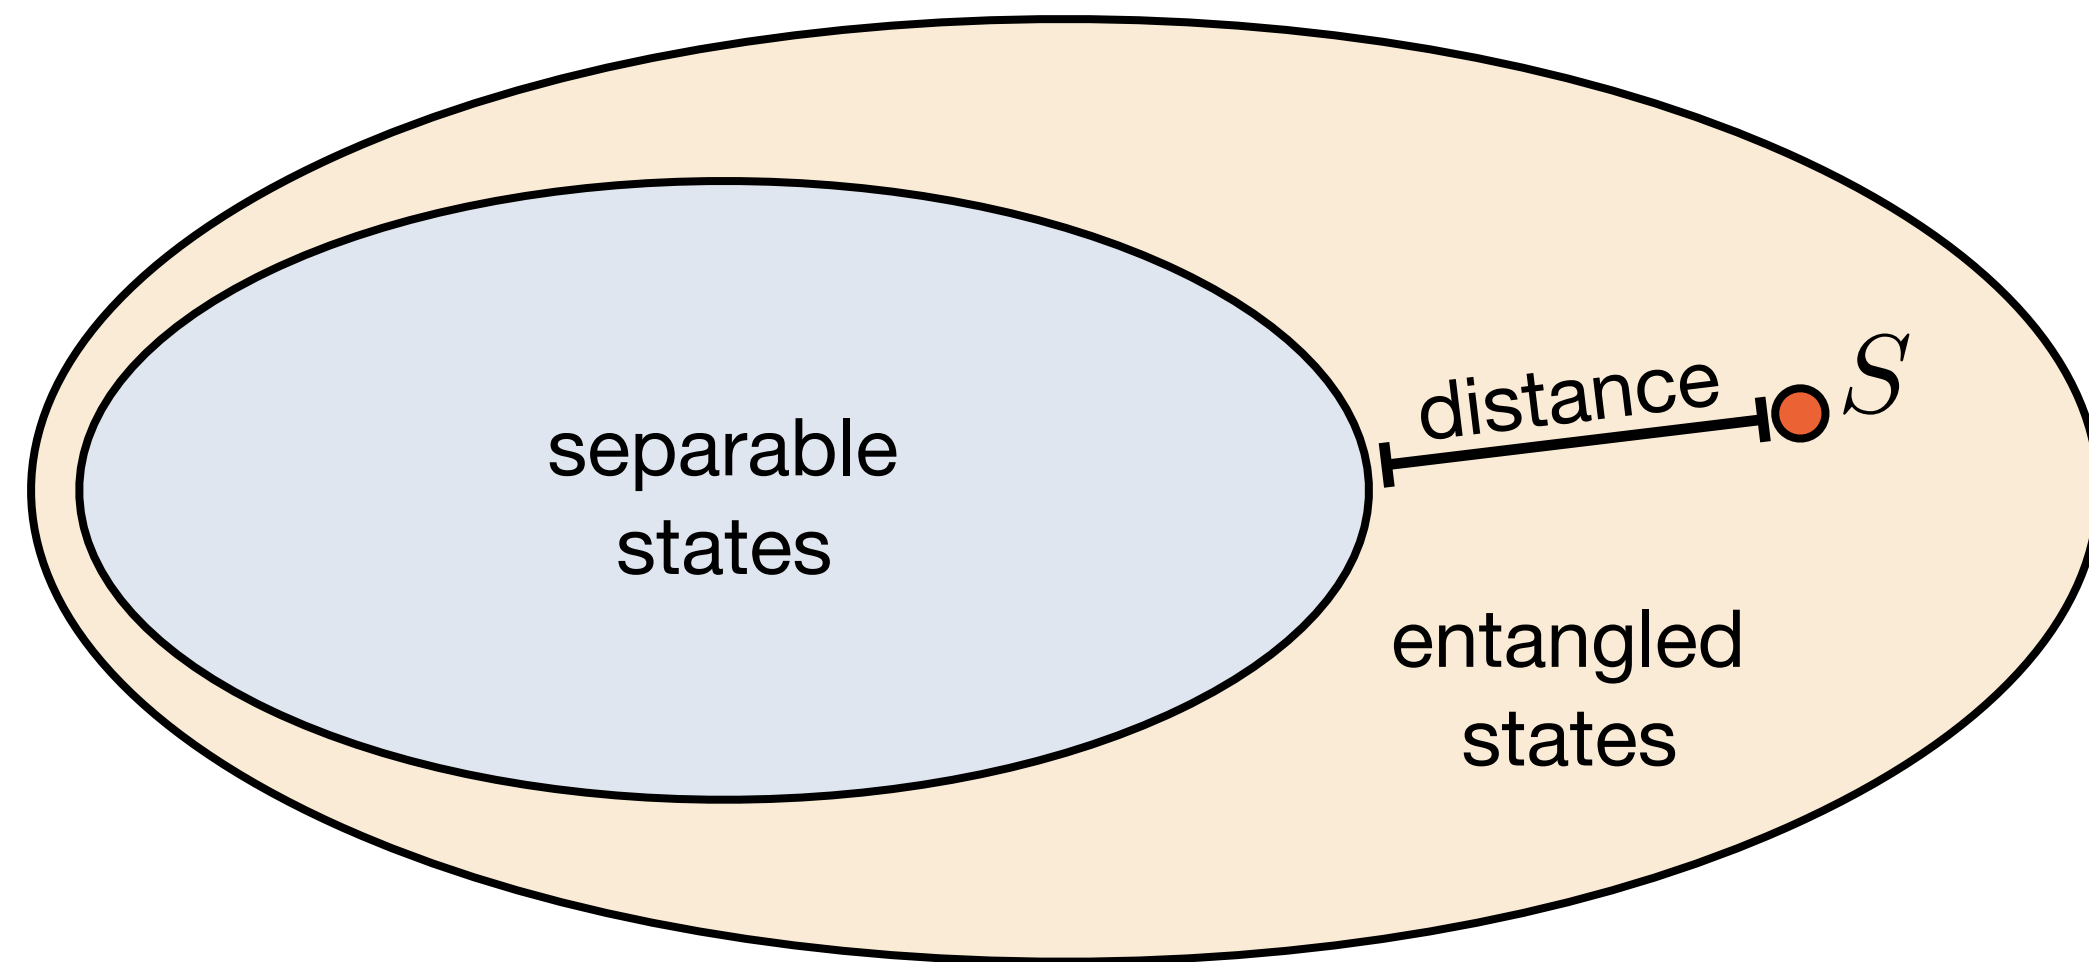 S
distance
separable
states
entangled
states